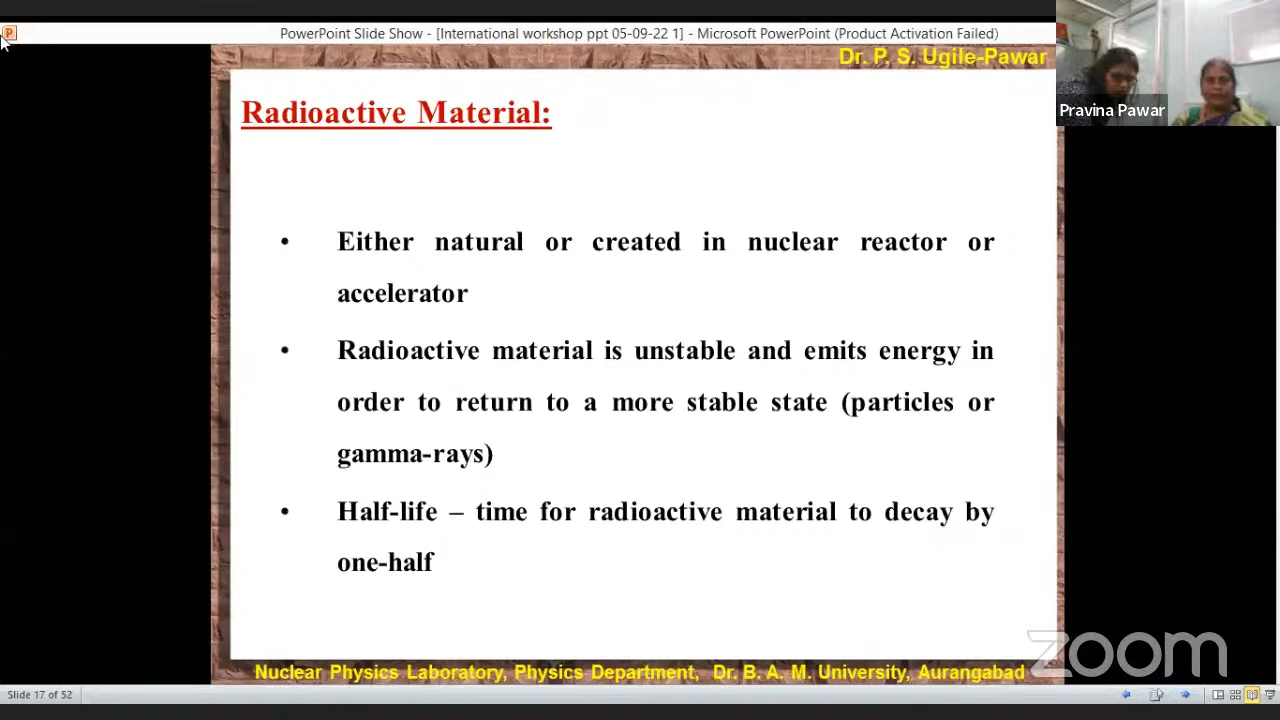 PowerPoint Slide Show - [International workshop ppt 05-09-22 1] - Microsoft PowerPoint (Product Activation Failed)
Dr. P. S. Ugile-Pawar
Pravina Pawar
Radioactive Material:
• Either natural or created in nuclear reactor or
accelerator
• Radioactive material is unstable and emits energy in
order to return to a more stable state (particles or
gamma-rays)
• Half-life – time for radioactive material to decay by
one-half
zoom
Nuclear Physics Laboratory, Physics Department, Dr. B. A. M. University, Aurangabad
Slide 17 of 52